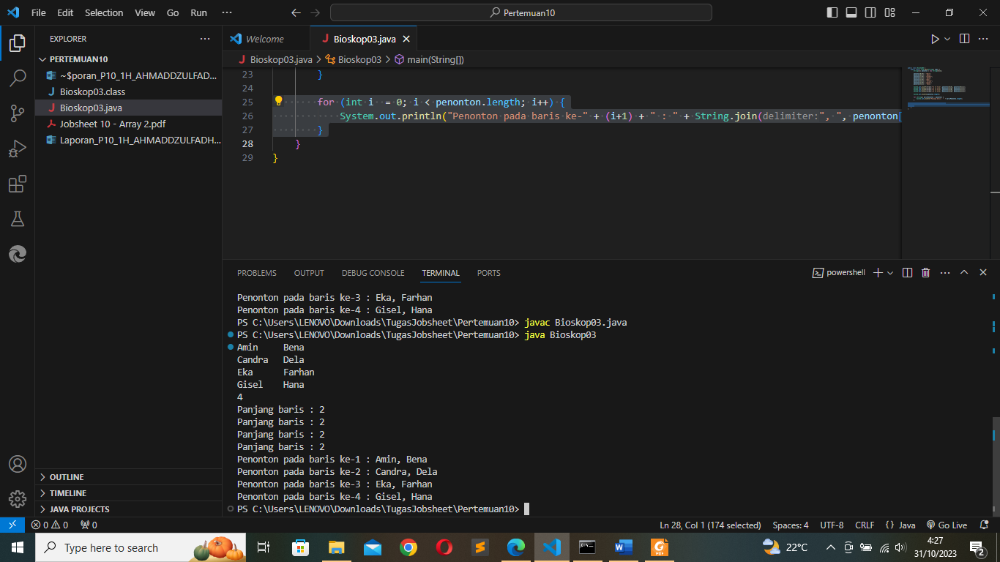 File Edit Selection View Go Run ··· Pertemuan10
EXPLORER ···
PERTEMUAN10
~$poran_P10_1H_AHMADDZULFAD...
Bioskop03.class
Bioskop03.java
Jobsheet 10 - Array 2.pdf
Laporan_P10_1H_AHMADDZULFADH...
OUTLINE
TIMELINE
JAVA PROJECTS
Welcome Bioskop03.java
Bioskop03.java > Bioskop03 > main(String[])
23 }
24
25 for (int i = 0; i < penonton.length; i++) {
26 System.out.println("Penonton pada baris ke-" + (i+1) + " : " + String.join(delimiter:", ", penonton[
27 }
28 }
29 }
PROBLEMS OUTPUT DEBUG CONSOLE TERMINAL PORTS powershell
Penonton pada baris ke-3 : Eka, Farhan
Penonton pada baris ke-4 : Gisel, Hana
PS C:\Users\LENOVO\Downloads\TugasJobsheet\Pertemuan10> javac Bioskop03.java
PS C:\Users\LENOVO\Downloads\TugasJobsheet\Pertemuan10> java Bioskop03
Amin Bena
Candra Dela
Eka Farhan
Gisel Hana
4
Panjang baris : 2
Panjang baris : 2
Panjang baris : 2
Panjang baris : 2
Penonton pada baris ke-1 : Amin, Bena
Penonton pada baris ke-2 : Candra, Dela
Penonton pada baris ke-3 : Eka, Farhan
Penonton pada baris ke-4 : Gisel, Hana
PS C:\Users\LENOVO\Downloads\TugasJobsheet\Pertemuan10>
0 0 0 Ln 28, Col 1 (174 selected) Spaces: 4 UTF-8 CRLF {} Java Go Live
Type here to search 22°C 4:27
31/10/2023 2